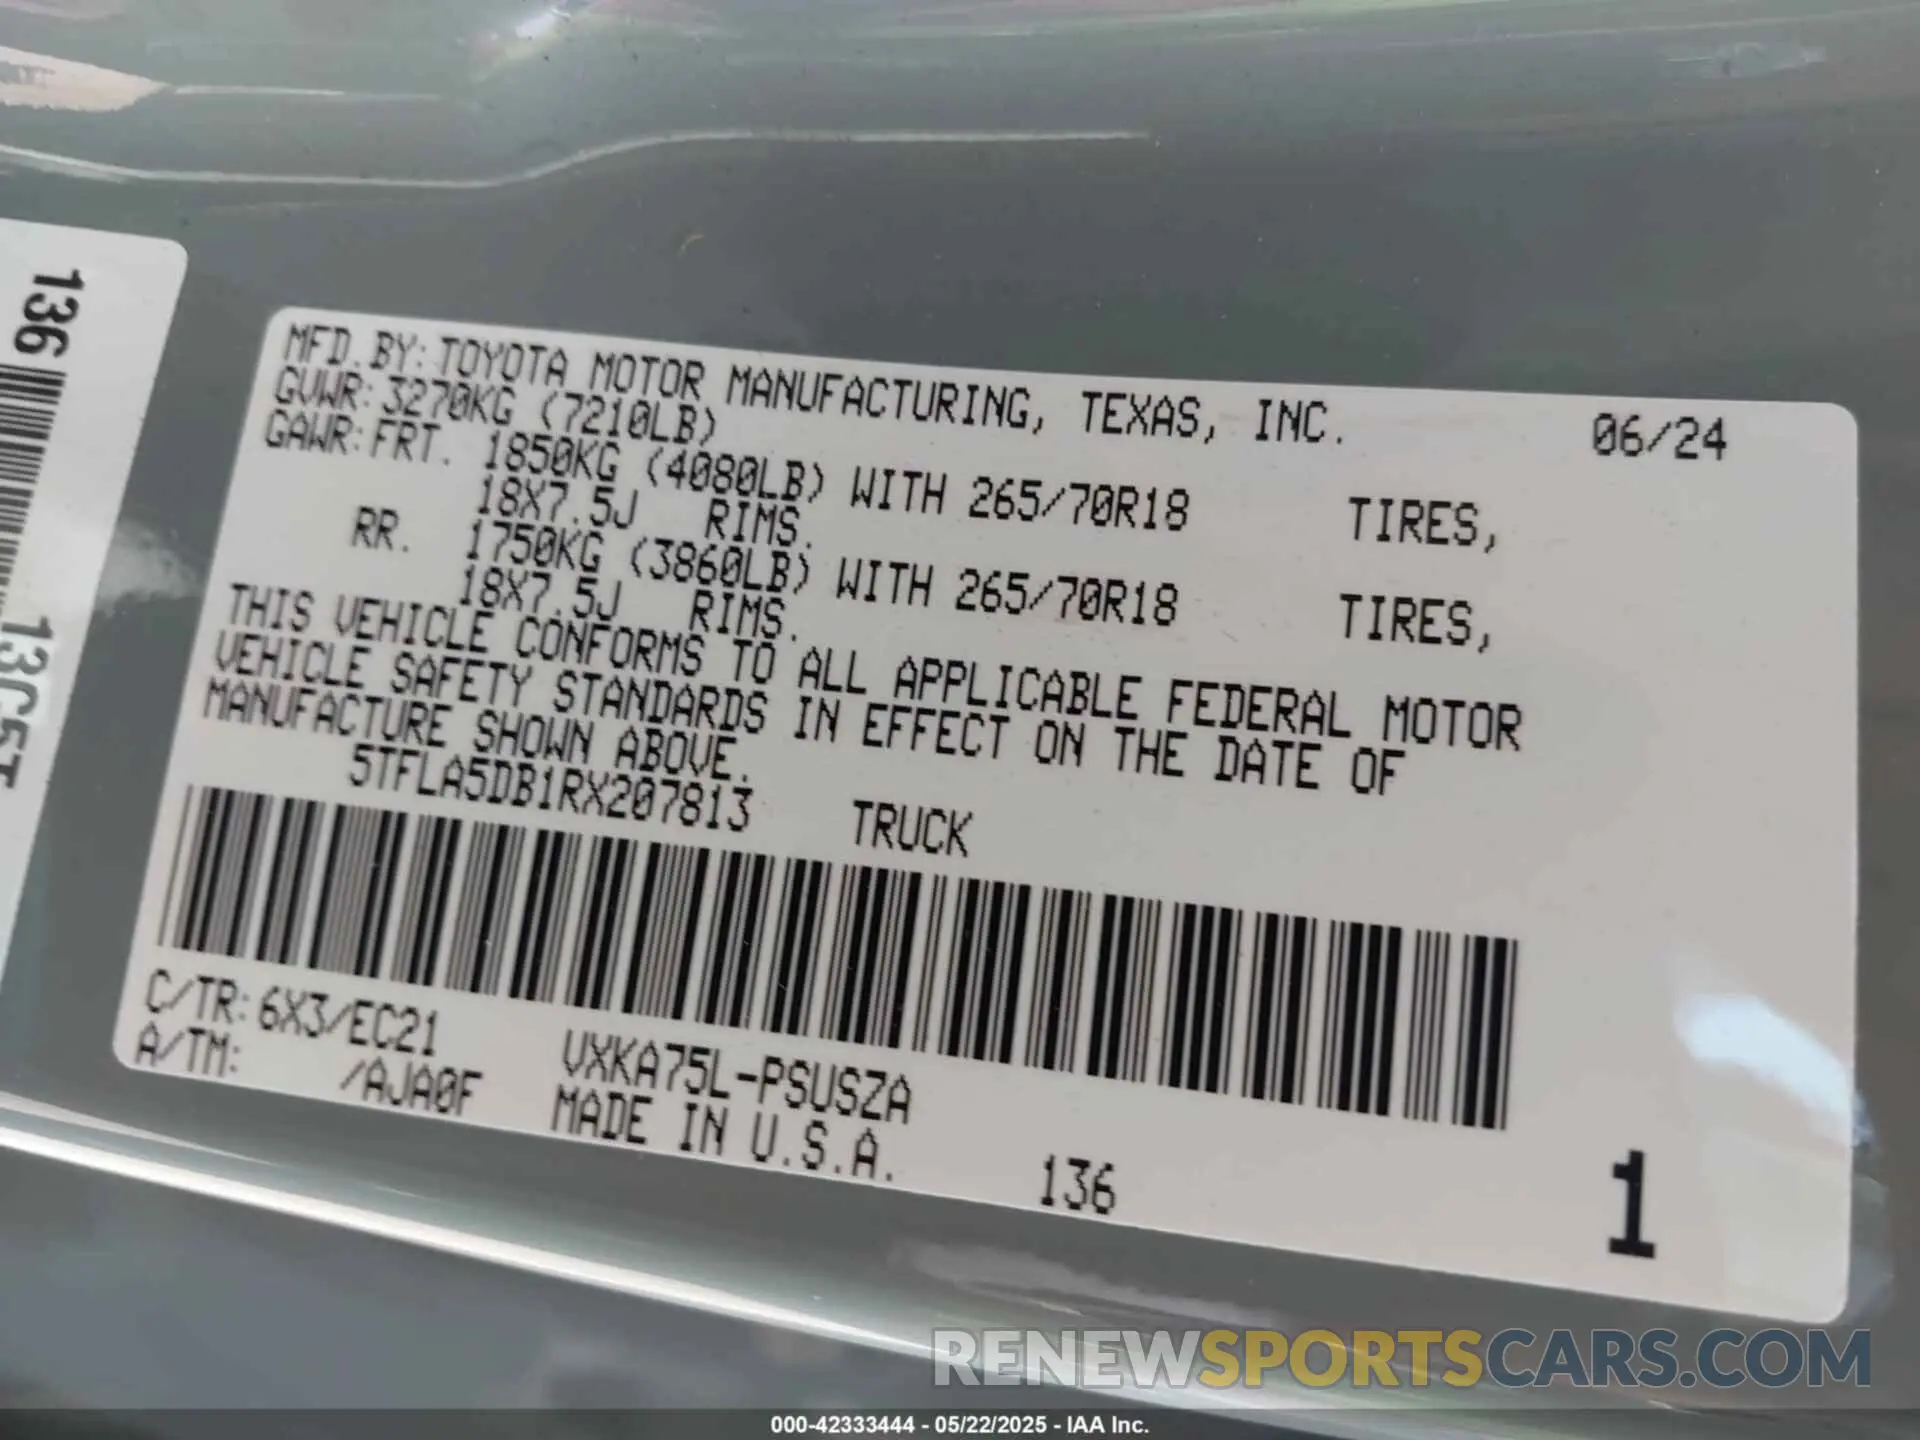 136
13C5T
MFD. BY: TOYOTA MOTOR MANUFACTURING, TEXAS, INC. 06/24
GVWR: 3270KG (7210LB)
GAWR: FRT. 1850KG (4080LB) WITH 265/70R18 TIRES,
18X7.5J RIMS.
RR. 1750KG (3860LB) WITH 265/70R18 TIRES,
18X7.5J RIMS.
THIS VEHICLE CONFORMS TO ALL APPLICABLE FEDERAL MOTOR
VEHICLE SAFETY STANDARDS IN EFFECT ON THE DATE OF
MANUFACTURE SHOWN ABOVE.
5TFLA5DB1RX207813 TRUCK
C/TR: 6X3/EC21 VXKA75L-PSUSZA
A/TM: /AJA0F MADE IN U.S.A. 136
1
RENEWSPORTSCARS.COM
000-42333444 - 05/22/2025 - IAA Inc.